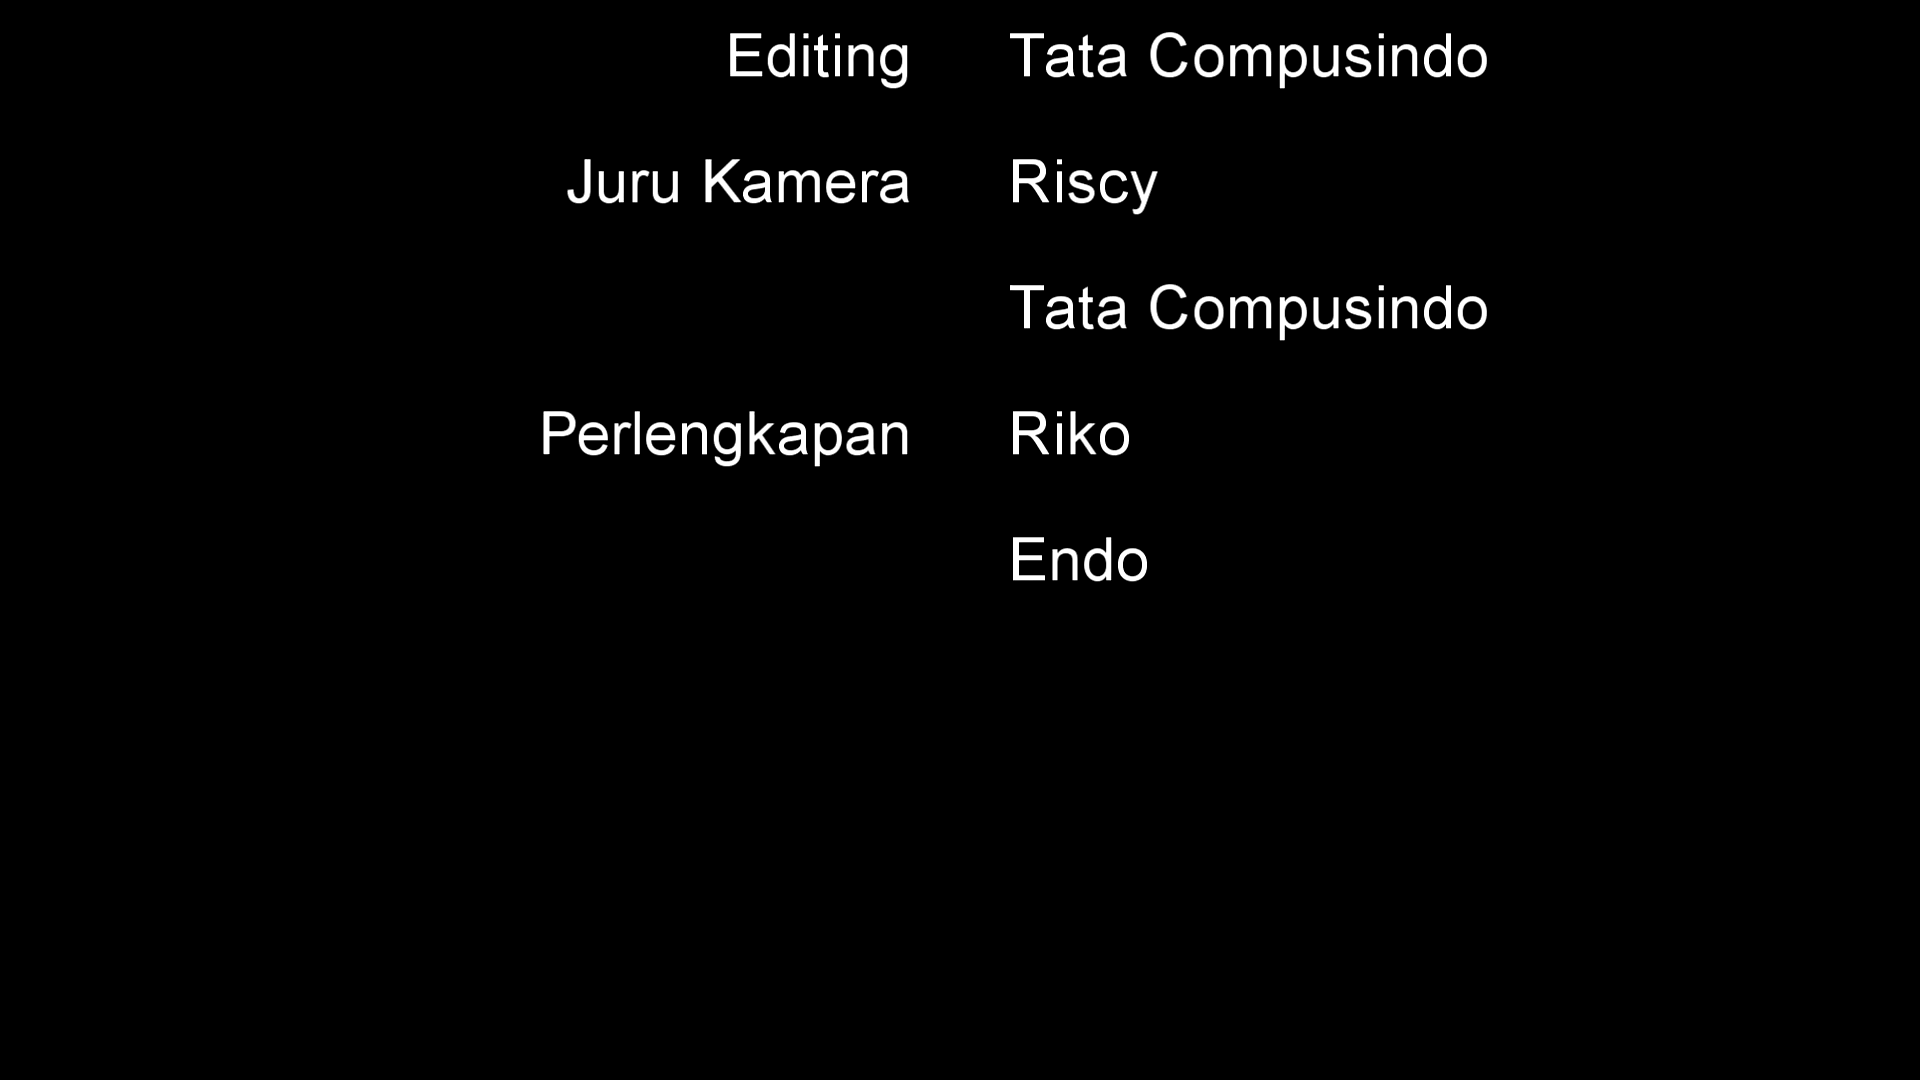 Editing Tata Compusindo
Juru Kamera Riscy
Tata Compusindo
Perlengkapan Riko
Endo